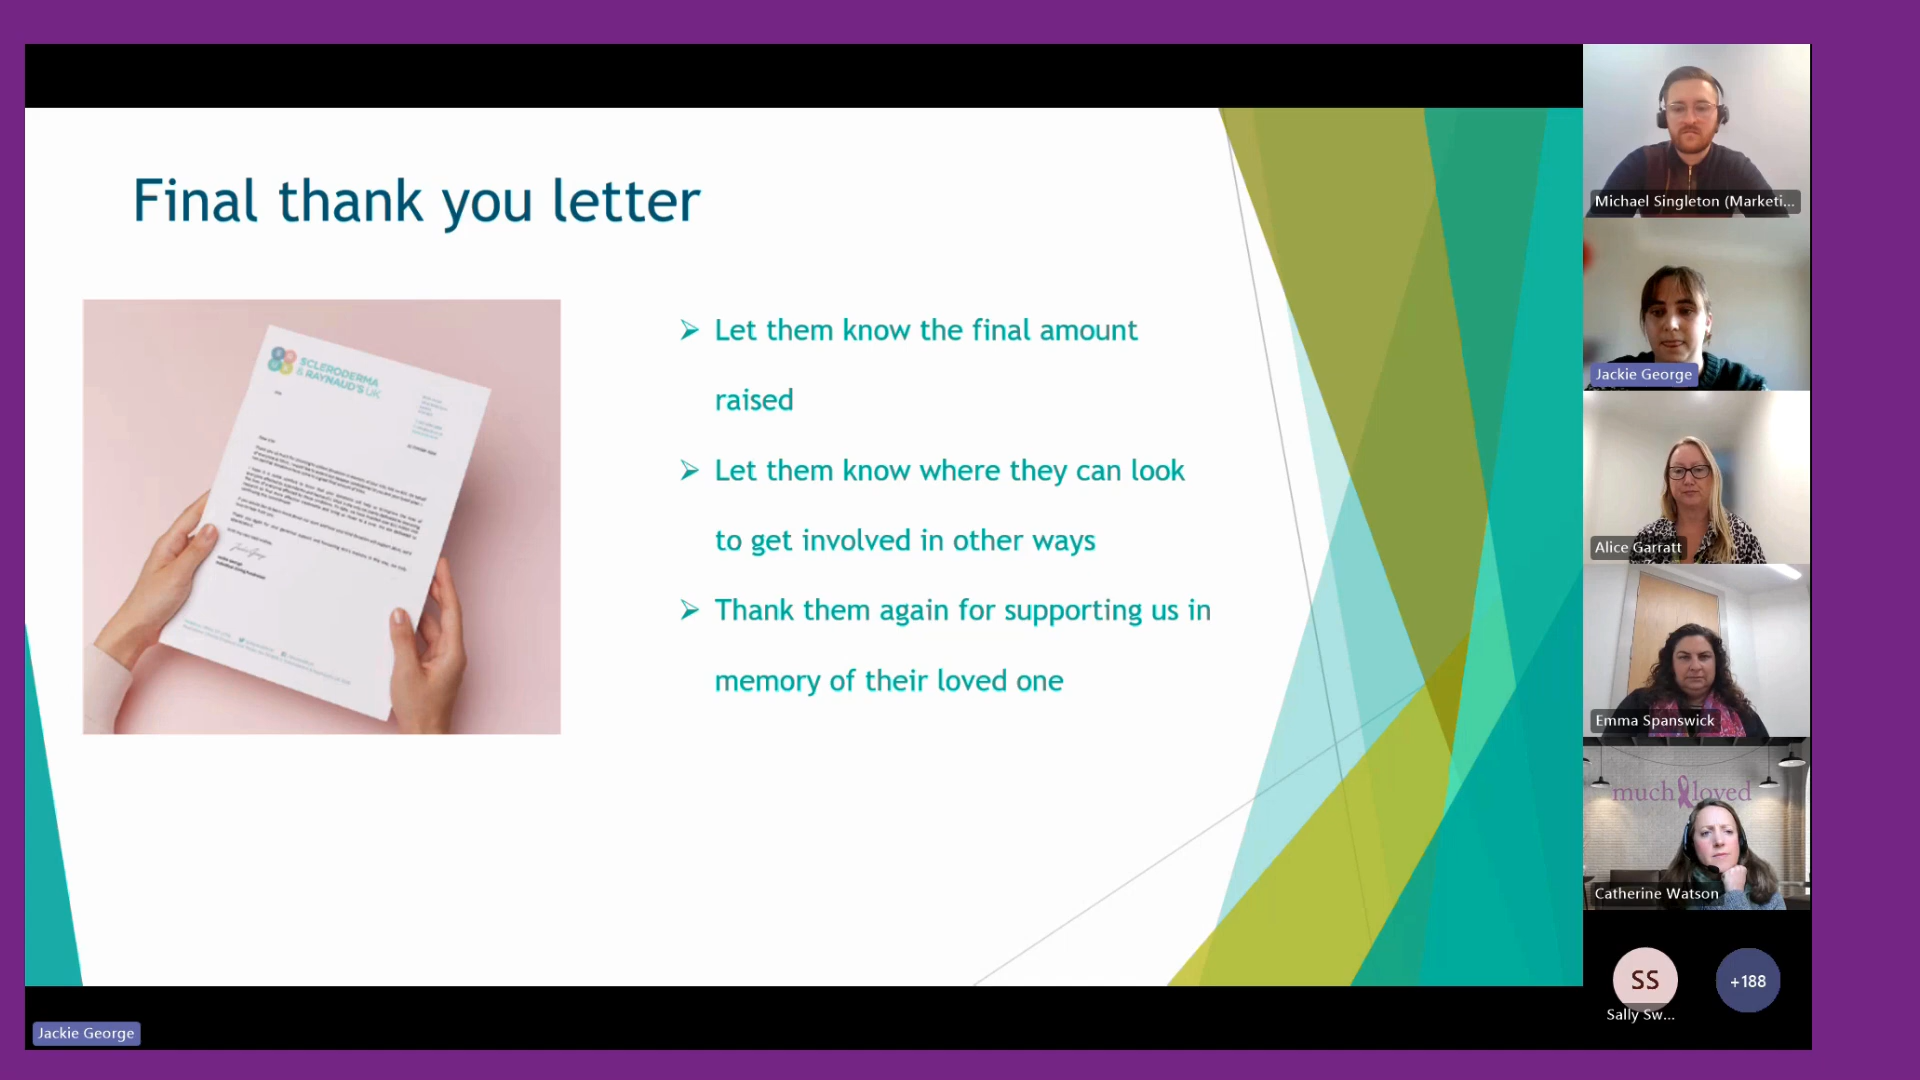 Final thank you letter
SCLERODERMA
& RAYNAUD'S UK
Let them know the final amount
raised
Let them know where they can look
to get involved in other ways
Thank them again for supporting us in
memory of their loved one
Michael Singleton (Marketi...
Jackie George
Alice Garratt
Emma Spanswick
much loved
Catherine Watson
SS
+188
Sally Sw...
Jackie George